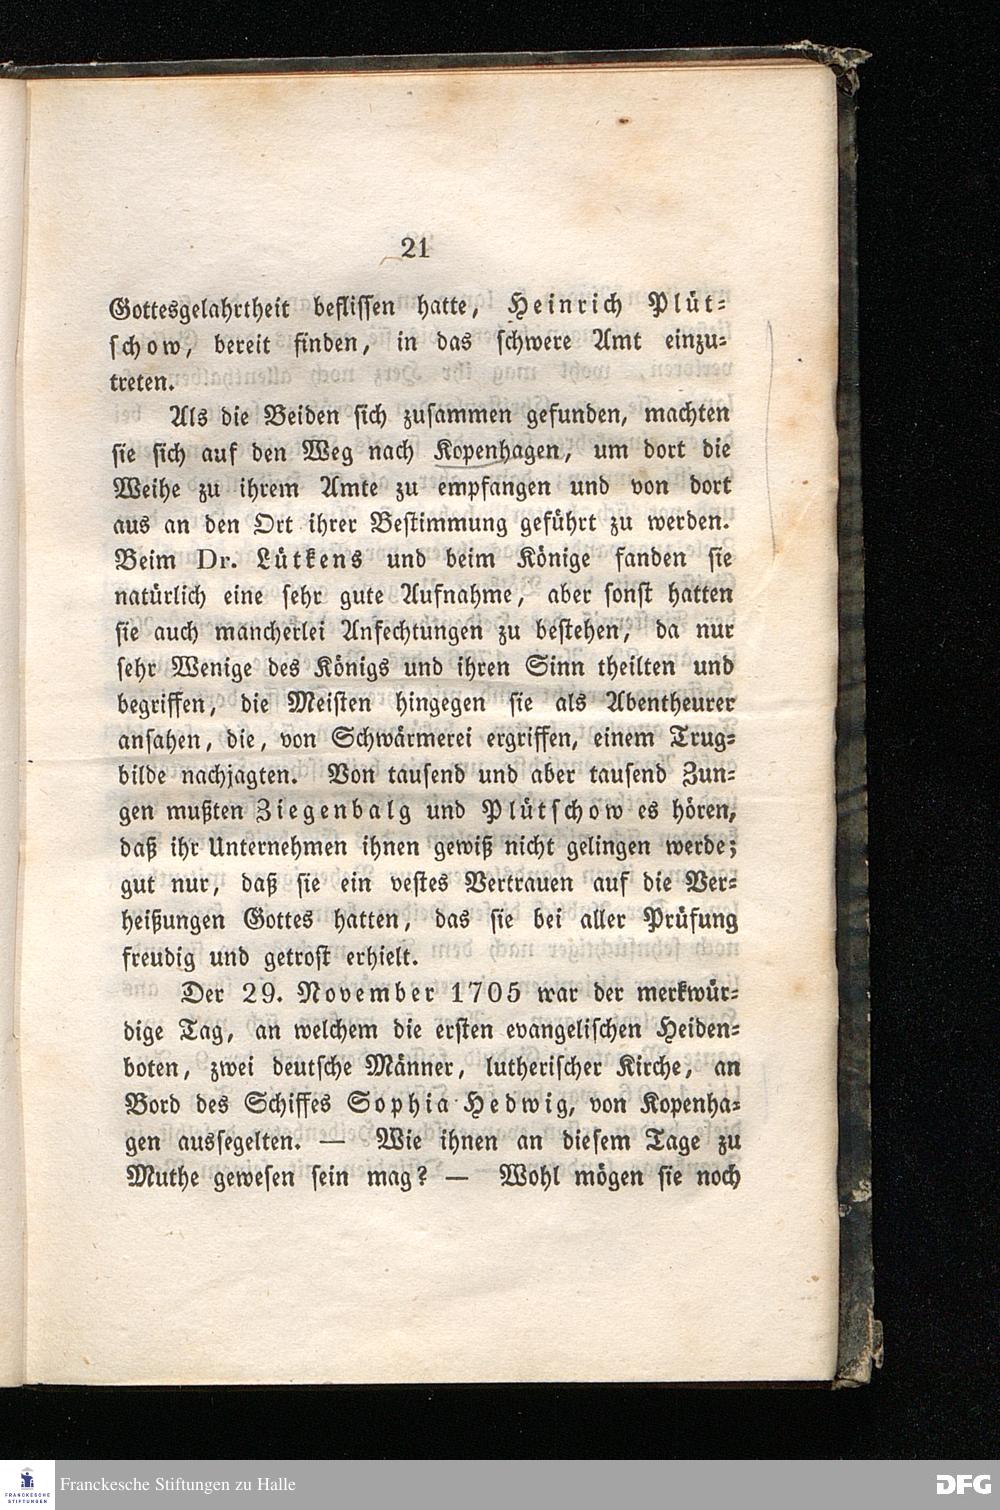 21
Gottesgelahrtheit beflissen hatte, Heinrich Plüt-
schow, bereit finden, in das schwere Amt einzu-
treten.
Als die Beiden sich zusammen gefunden, machten
sie sich auf den Weg nach Kopenhagen, um dort die
Weihe zu ihrem Amte zu empfangen und von dort
aus an den Ort ihrer Bestimmung geführt zu werden.
Beim Dr. Lütkens und beim Könige fanden sie
natürlich eine sehr gute Aufnahme, aber sonst hatten
sie auch mancherlei Anfechtungen zu bestehen, da nur
sehr Wenige des Königs und ihren Sinn theilten und
begriffen, die Meisten hingegen sie als Abentheurer
ansahen, die, von Schwärmerei ergriffen, einem Trug-
bilde nachjagten. Von tausend und aber tausend Zun-
gen mußten Ziegenbalg und Plütschow es hören,
daß ihr Unternehmen ihnen gewiß nicht gelingen werde;
gut nur, daß sie ein vestes Vertrauen auf die Ver-
heißungen Gottes hatten, das sie bei aller Prüfung
freudig und getrost erhielt.
Der 29. November 1705 war der merkwür-
dige Tag, an welchem die ersten evangelischen Heiden-
boten, zwei deutsche Männer, lutherischer Kirche, an
Bord des Schiffes Sophia Hedwig, von Kopenha-
gen aussegelten. — Wie ihnen an diesem Tage zu
Muthe gewesen sein mag? — Wohl mögen sie noch
FRANCKESCHE
STIFTUNGEN
Franckesche Stiftungen zu Halle
DFG